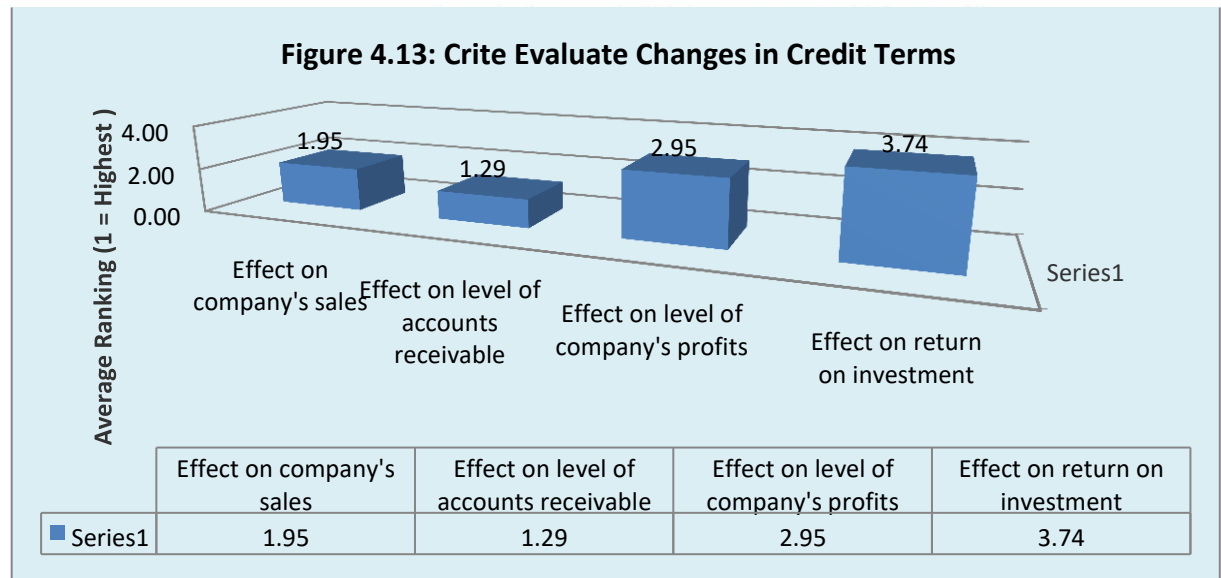 Figure 4.13: Crite Evaluate Changes in Credit Terms
Average Ranking (1 = Highest )
4.00
2.00
0.00
1.95
1.29
2.95
3.74
Effect on
company's sales
Effect on level of
accounts
receivable
Effect on level of
company's profits
Effect on return
on investment
Series1
Effect on company's
sales
Effect on level of
accounts receivable
Effect on level of
company's profits
Effect on return on
investment
Series1 1.95 1.29 2.95 3.74